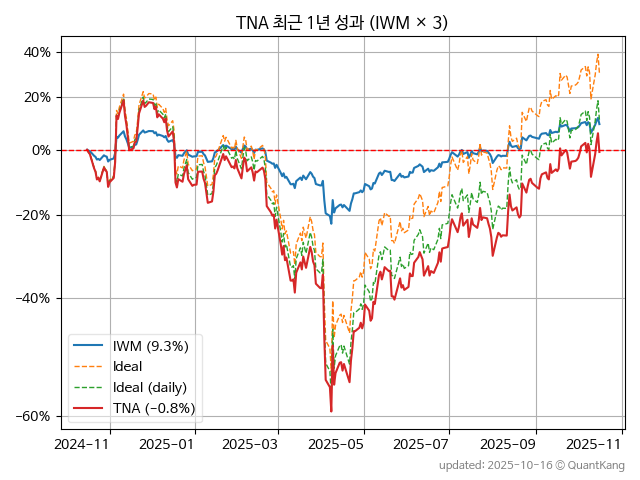 TNA 최근 1년 성과 (IWM × 3)
40%
20%
0%
−20%
−40%
−60%
IWM (9.3%)
Ideal
Ideal (daily)
TNA (−0.8%)
2024−11 2025−01 2025−03 2025−05 2025−07 2025−09 2025−11
updated: 2025-10-16 © QuantKang